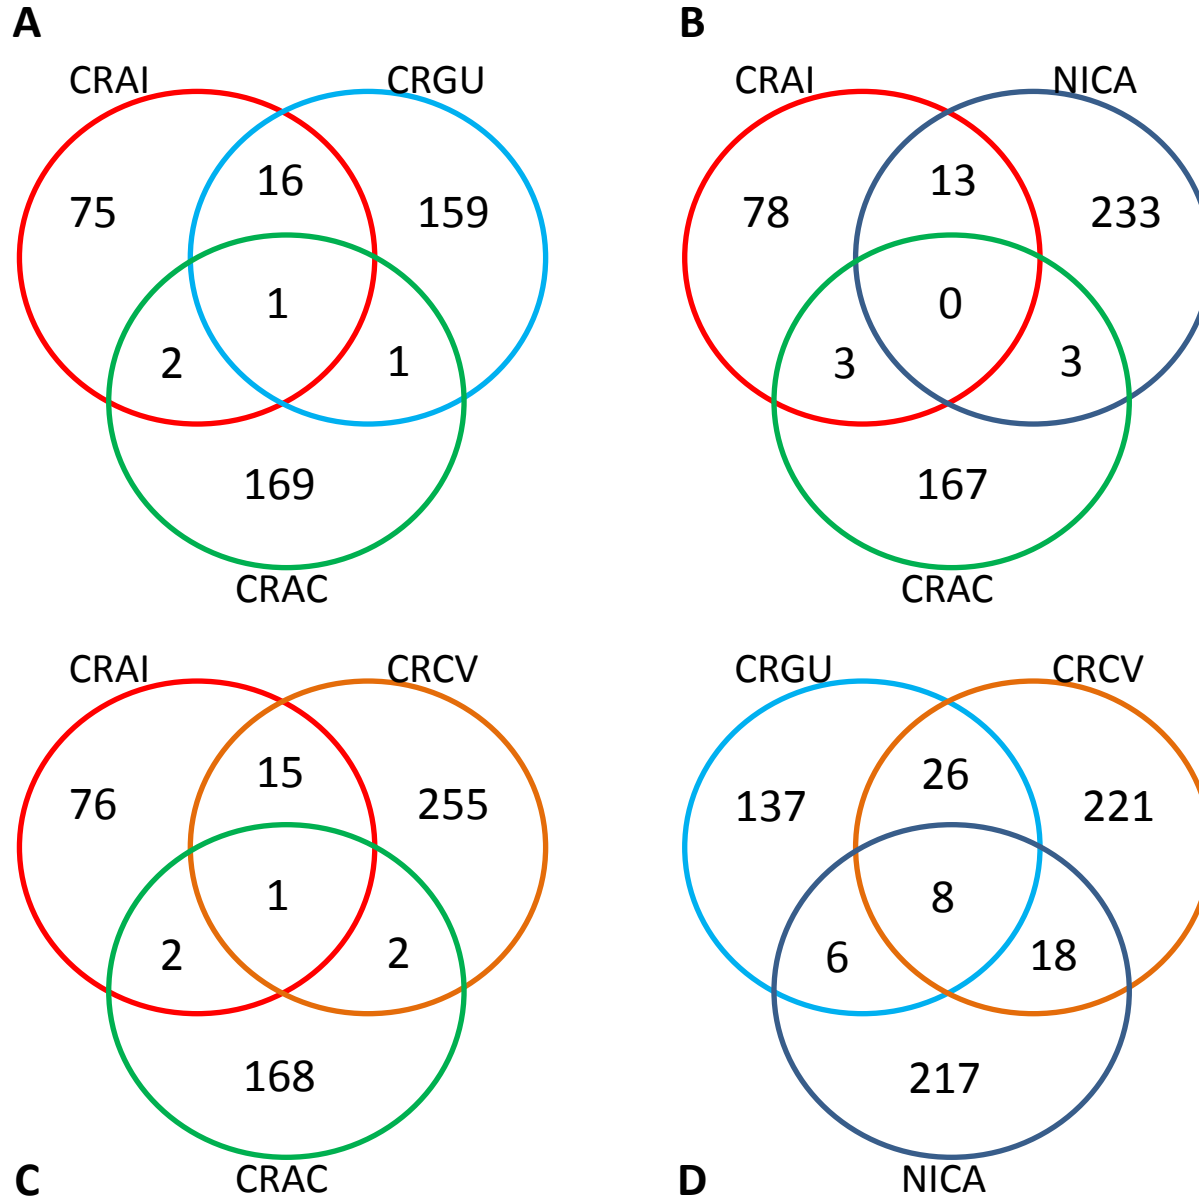 A
CRAI CRGU
16
75 159
1
2 1
169
CRAC
B
CRAI NICA
13
78 233
0
3 3
167
CRAC
CRAI CRCV
15
76 255
1
2 2
168
C CRAC
CRGU CRCV
26
137 221
8
6 18
217
D NICA